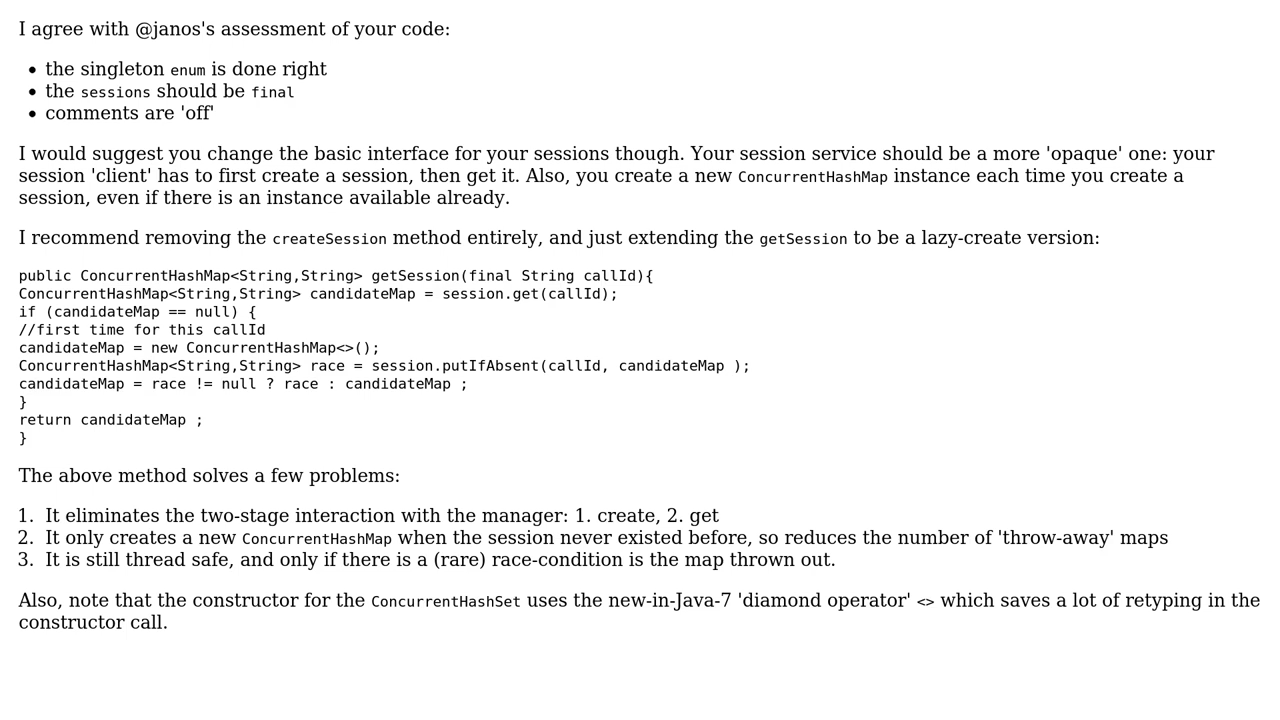 I agree with @janos's assessment of your code:
the singleton enum is done right
the sessions should be final
comments are 'off'
I would suggest you change the basic interface for your sessions though. Your session service should be a more 'opaque' one: your
session 'client' has to first create a session, then get it. Also, you create a new ConcurrentHashMap instance each time you create a
session, even if there is an instance available already.
I recommend removing the createSession method entirely, and just extending the getSession to be a lazy-create version:
public ConcurrentHashMap<String,String> getSession(final String callId){
ConcurrentHashMap<String,String> candidateMap = session.get(callId);
if (candidateMap == null) {
//first time for this callId
candidateMap = new ConcurrentHashMap<>();
ConcurrentHashMap<String,String> race = session.putIfAbsent(callId, candidateMap );
candidateMap = race != null ? race : candidateMap ;
}
return candidateMap ;
}
The above method solves a few problems:
1. It eliminates the two-stage interaction with the manager: 1. create, 2. get
2. It only creates a new ConcurrentHashMap when the session never existed before, so reduces the number of 'throw-away' maps
3. It is still thread safe, and only if there is a (rare) race-condition is the map thrown out.
Also, note that the constructor for the ConcurrentHashSet uses the new-in-Java-7 'diamond operator' <> which saves a lot of retyping in the
constructor call.